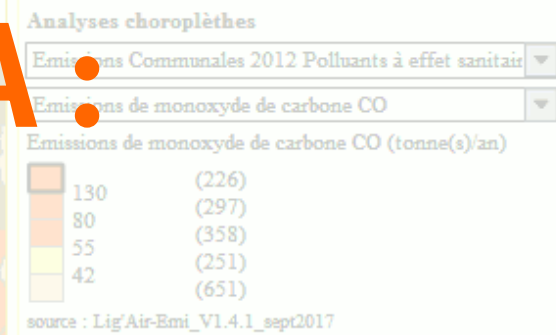 Analyses choroplèthes
A :
Emissions Communales 2012 Polluants à effet sanitair
Emissions de monoxyde de carbone CO
Emissions de monoxyde de carbone CO (tonne(s)/an)
(226)
130
(297)
80
(358)
55
(251)
42
(651)
source : Lig'Air-Emi_V1.4.1_sept2017